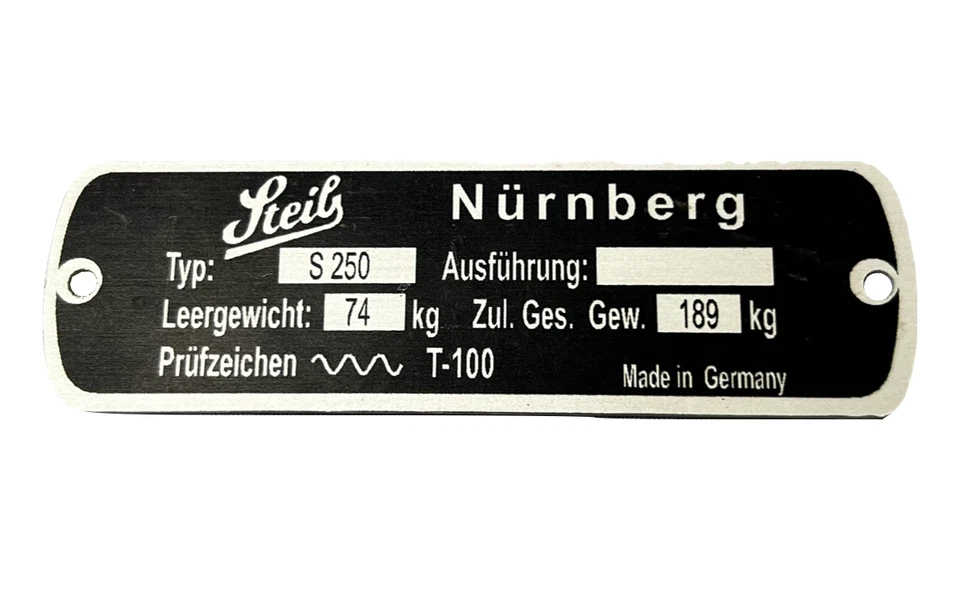 Steib Nürnberg
Typ: S 250 Ausführung:
Leergewicht: 74 kg Zul. Ges. Gew. 189 kg
Prüfzeichen T-100
Made in Germany